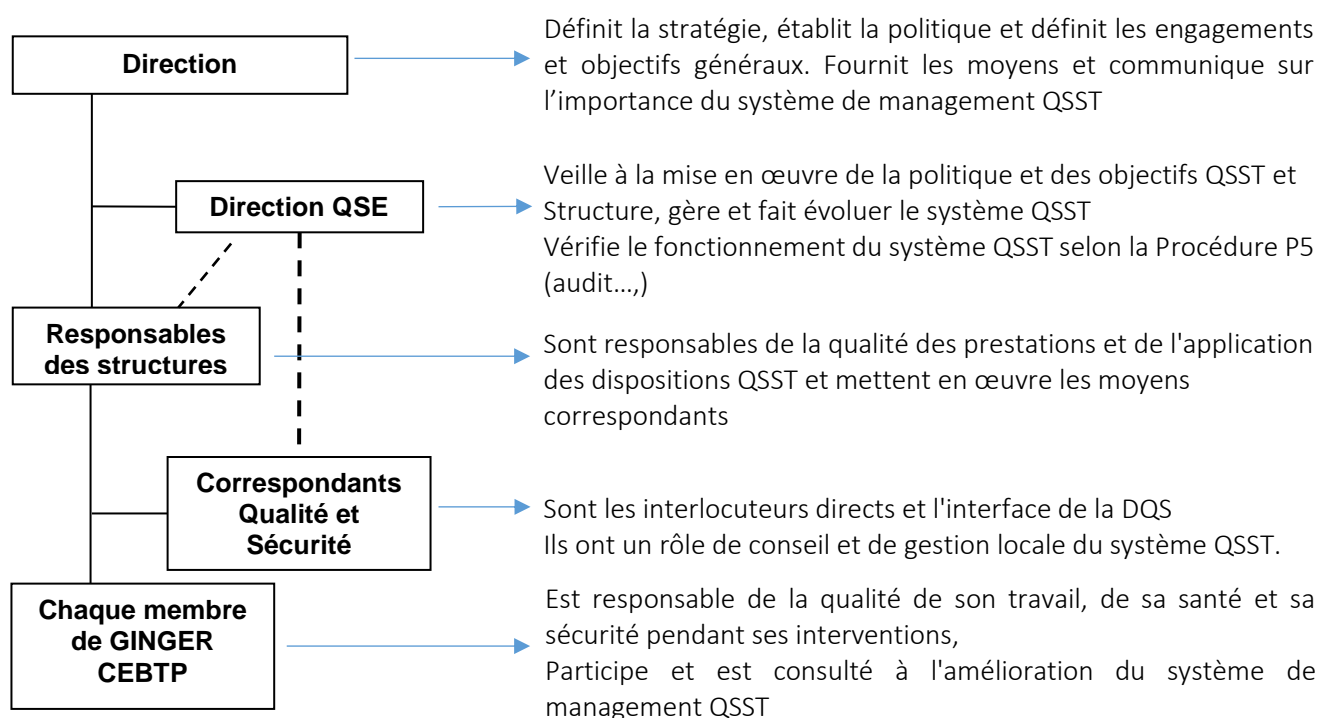 Direction
Définit la stratégie, établit la politique et définit les engagements
et objectifs généraux. Fournit les moyens et communique sur
l’importance du système de management QSST
Direction QSE
Veille à la mise en œuvre de la politique et des objectifs QSST et
Structure, gère et fait évoluer le système QSST
Vérifie le fonctionnement du système QSST selon la Procédure P5
(audit...,)
Responsables
des structures
Sont responsables de la qualité des prestations et de l'application
des dispositions QSST et mettent en œuvre les moyens
correspondants
Correspondants
Qualité et
Sécurité
Sont les interlocuteurs directs et l'interface de la DQS
Ils ont un rôle de conseil et de gestion locale du système QSST.
Chaque membre
de GINGER
CEBTP
Est responsable de la qualité de son travail, de sa santé et sa
sécurité pendant ses interventions,
Participe et est consulté à l'amélioration du système de
management QSST